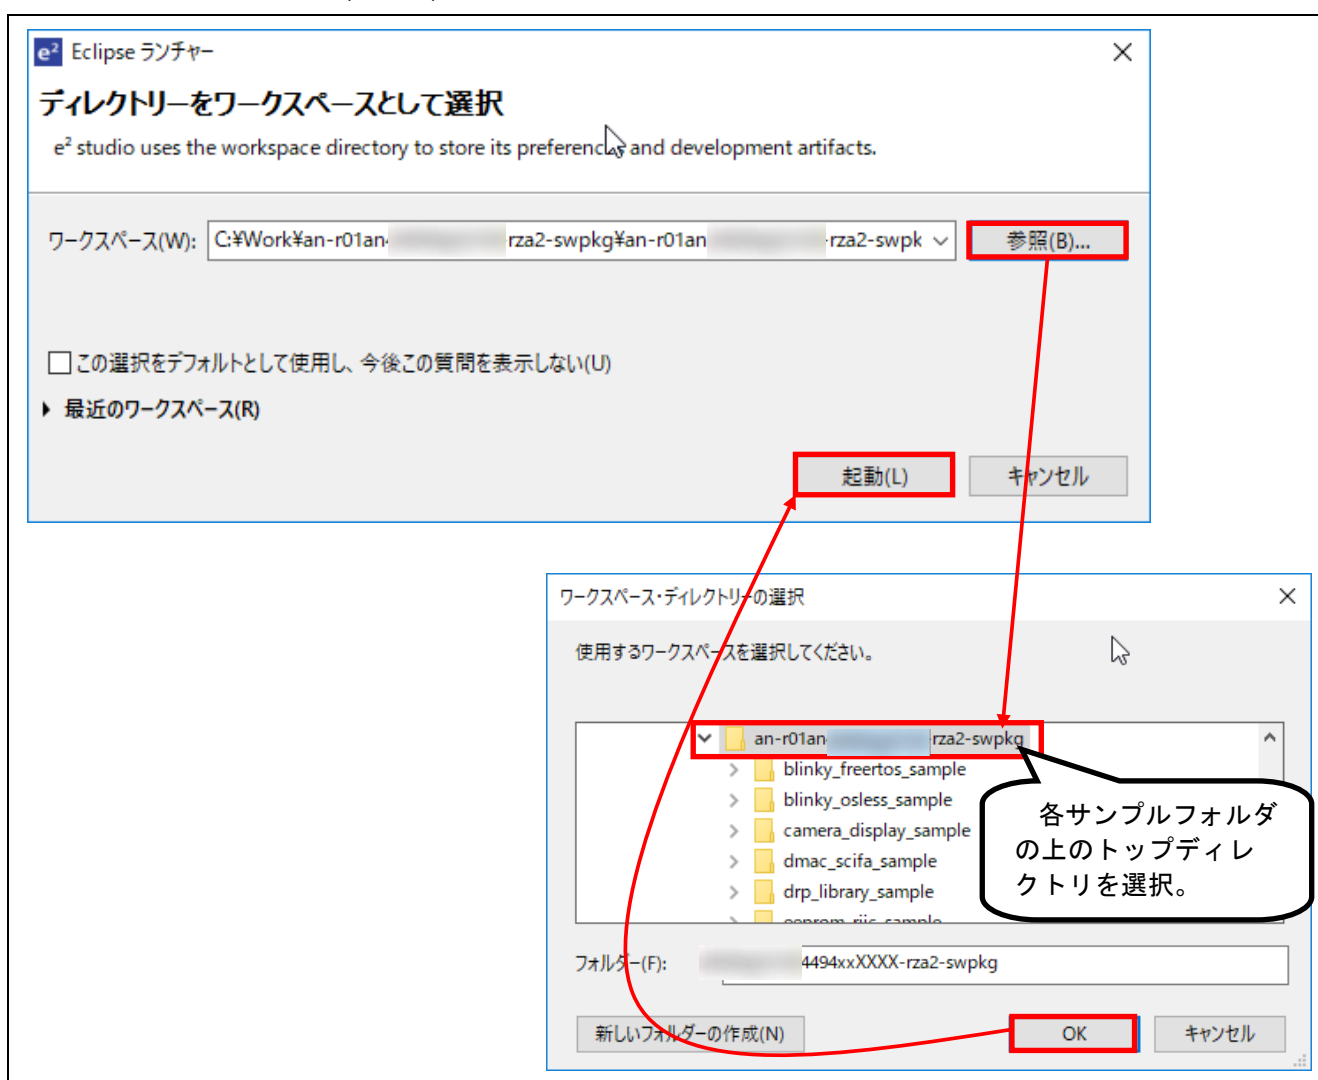 e² Eclipse ランチャー
ディレクトリーをワークスペースとして選択
e² studio uses the workspace directory to store its preferences and development artifacts.
ワークスペース(W): C:¥Work¥an-r01an rza2-swpkg¥an-r01an rza2-swpk 参照(B)...
この選択をデフォルトとして使用し、今後この質問を表示しない(U)
最近のワークスペース(R)
起動(L) キャンセル
ワークスペース・ディレクトリーの選択
使用するワークスペースを選択してください。
an-r01an rza2-swpkg
blinky_freertos_sample
blinky_osless_sample
camera_display_sample
dmac_scifa_sample
drp_library_sample
eeprom_riic_sample
各サンプルフォルダ
の上のトップディレ
クトリを選択。
フォルダー(F): 4494xxXXXX-rza2-swpkg
新しいフォルダーの作成(N) OK キャンセル